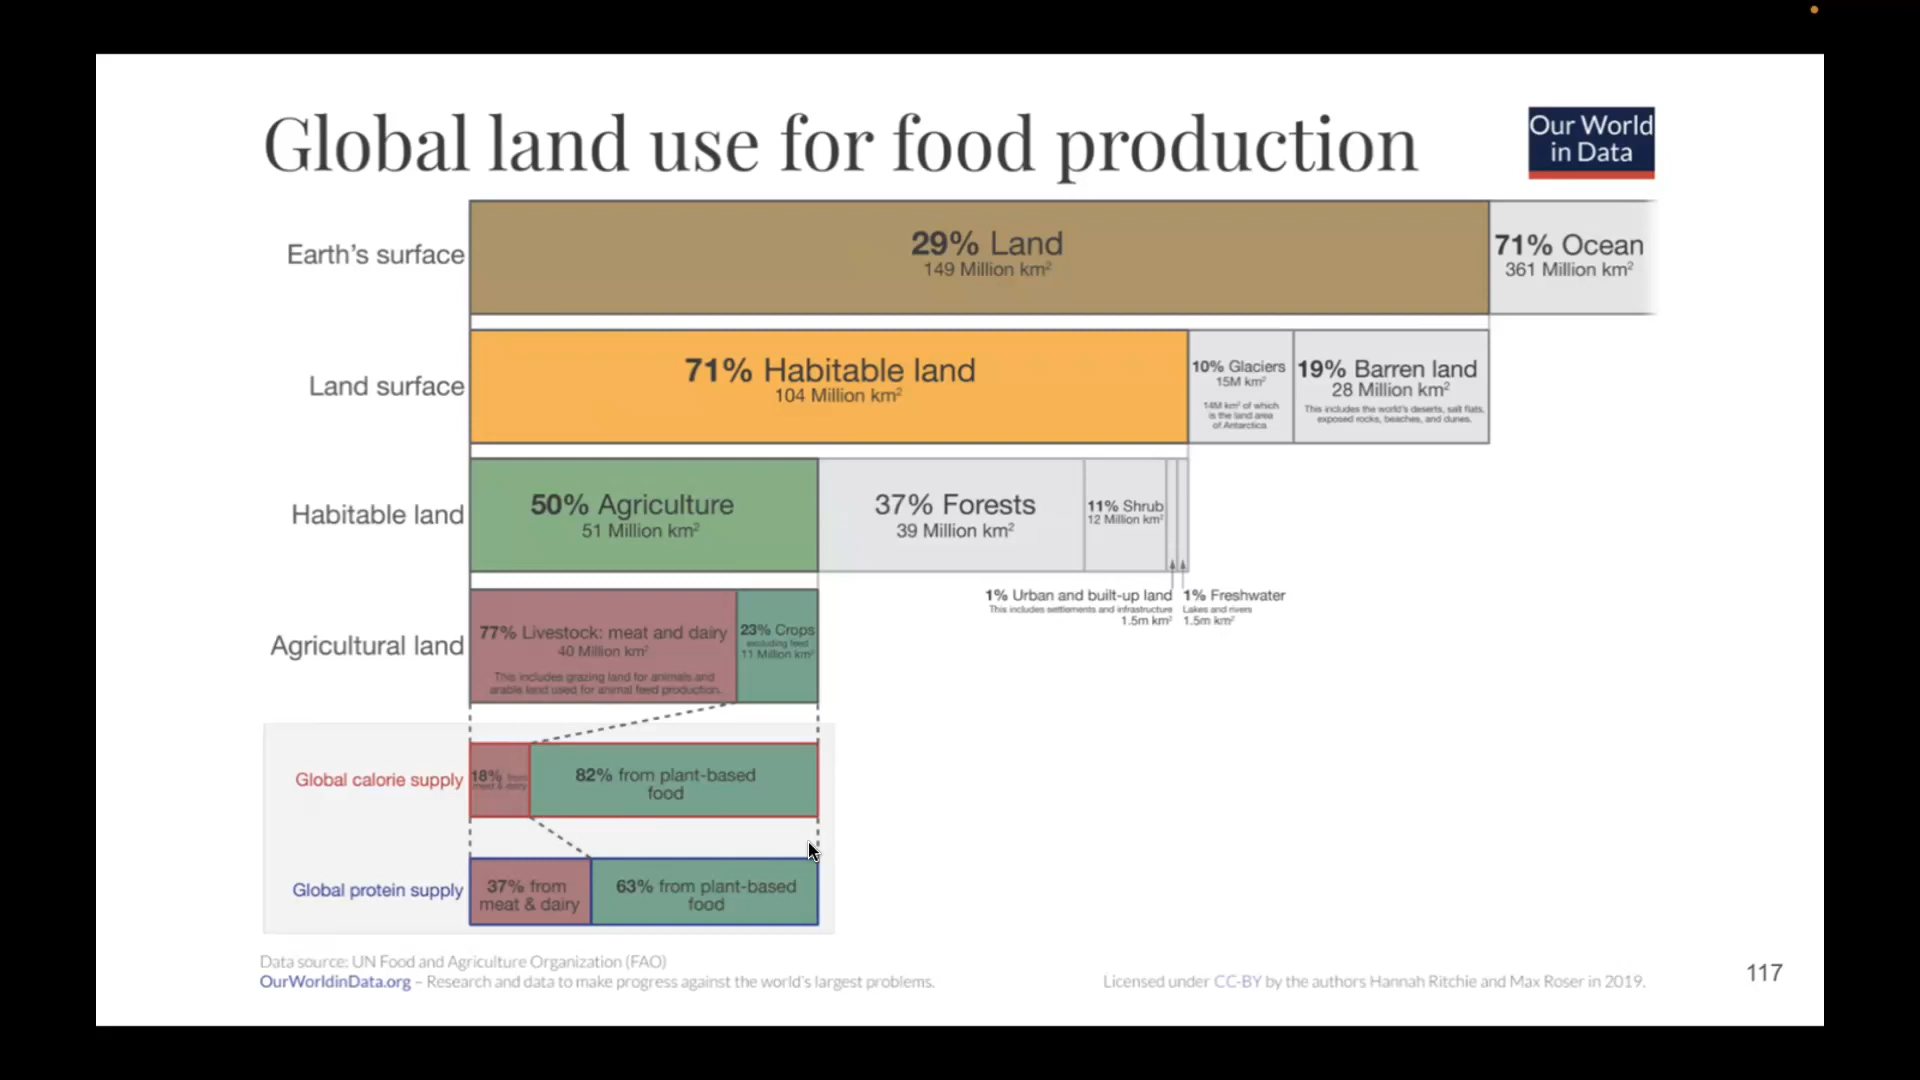 Global land use for food production
Our World
in Data
Earth's surface
29% Land
149 Million km²
71% Ocean
361 Million km²
Land surface
71% Habitable land
104 Million km²
10% Glaciers
15M km²
14M km² of which
is the land area
of Antarctica
19% Barren land
28 Million km²
This includes the world's deserts, salt flats,
exposed rocks, beaches, and dunes.
Habitable land
50% Agriculture
51 Million km²
37% Forests
39 Million km²
11% Shrub
12 Million km²
1% Urban and built-up land
This includes settlements and infrastructure
1.5m km²
1% Freshwater
Lakes and rivers
1.5m km²
Agricultural land
77% Livestock: meat and dairy
40 Million km²
This includes grazing land for animals and
arable land used for animal feed production.
23% Crops
excluding feed
11 Million km²
Global calorie supply
18% from
meat & dairy
82% from plant-based
food
Global protein supply
37% from
meat & dairy
63% from plant-based
food
Data source: UN Food and Agriculture Organization (FAO)
OurWorldinData.org – Research and data to make progress against the world's largest problems.
Licensed under CC-BY by the authors Hannah Ritchie and Max Roser in 2019.
117